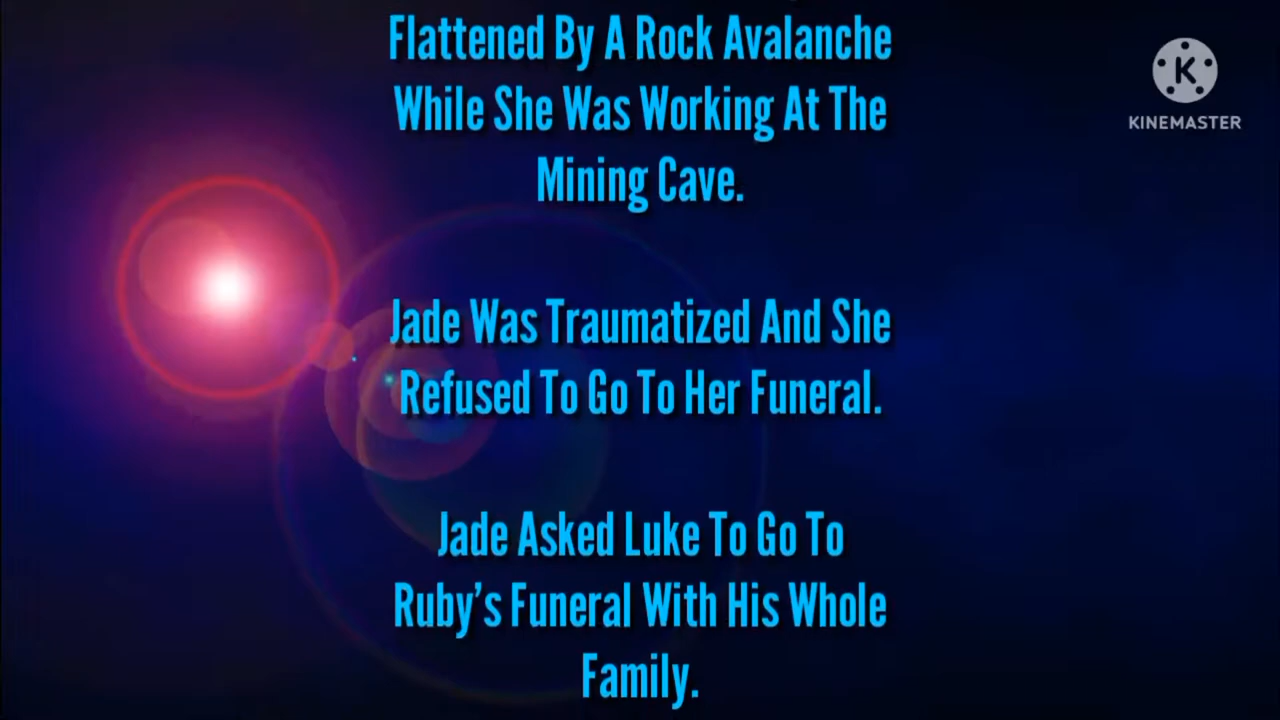 Flattened By A Rock Avalanche
While She Was Working At The
Mining Cave.
Jade Was Traumatized And She
Refused To Go To Her Funeral.
Jade Asked Luke To Go To
Ruby’s Funeral With His Whole
Family.
K
KINEMASTER